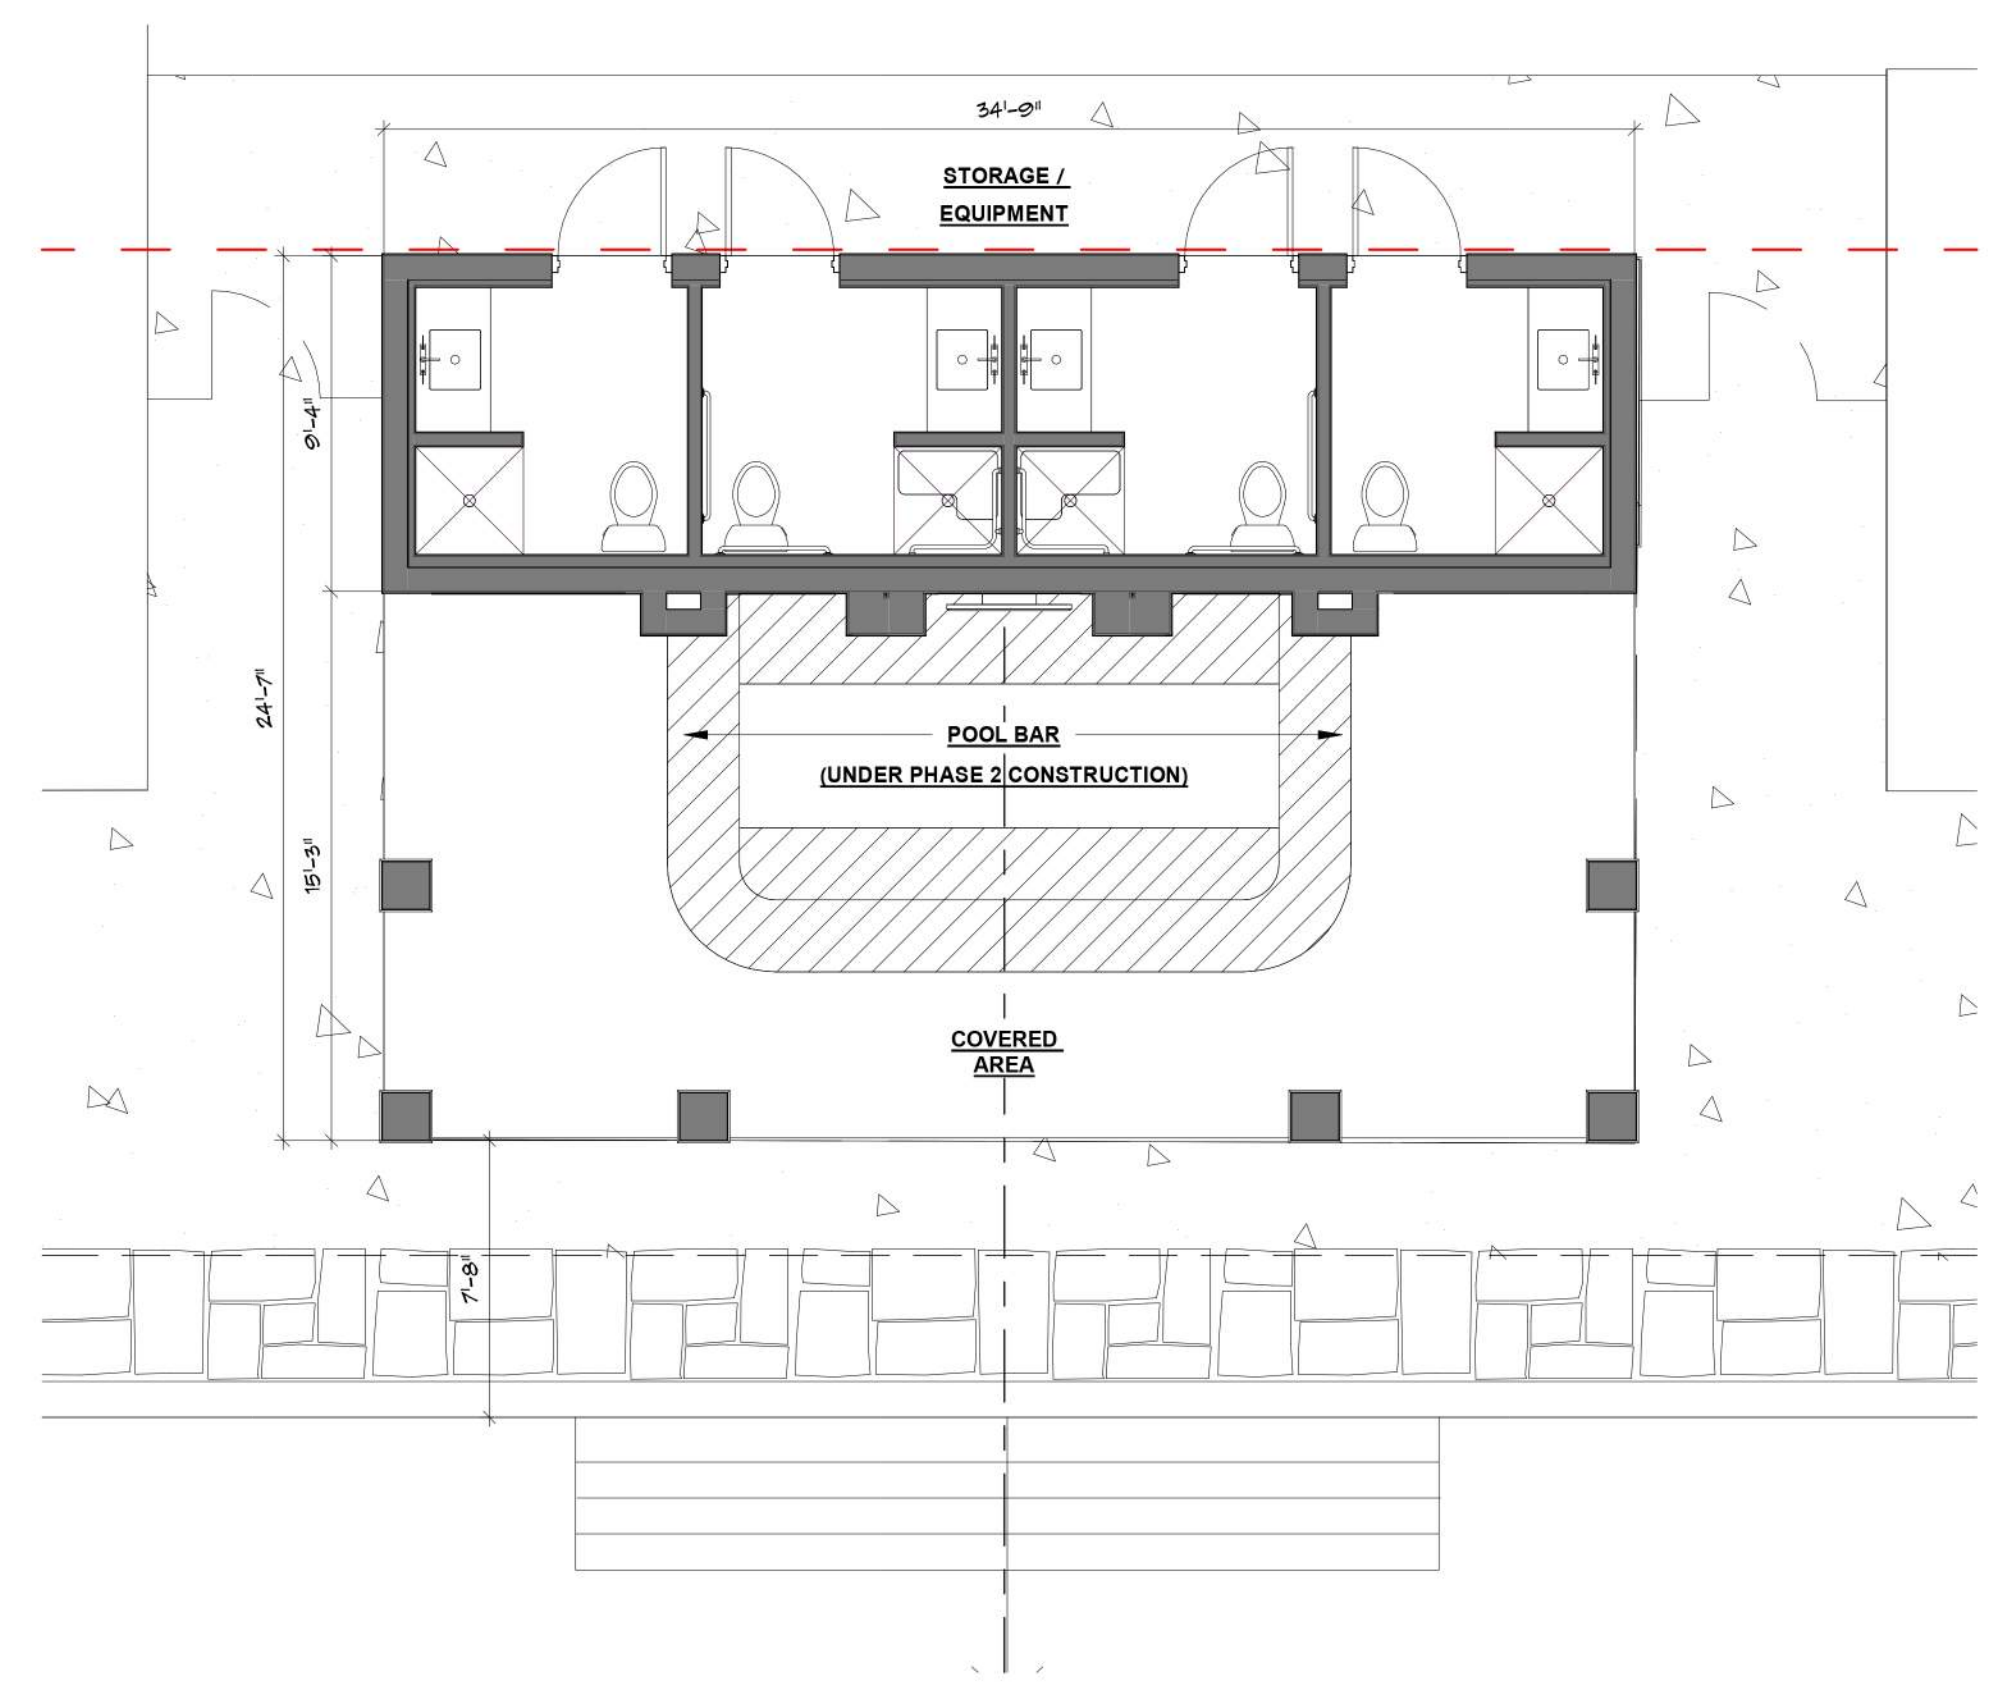 34'-9"
STORAGE /
EQUIPMENT
9'-4"
24'-7"
POOL BAR
(UNDER PHASE 2 CONSTRUCTION)
15'-3"
COVERED
AREA
7'-8"